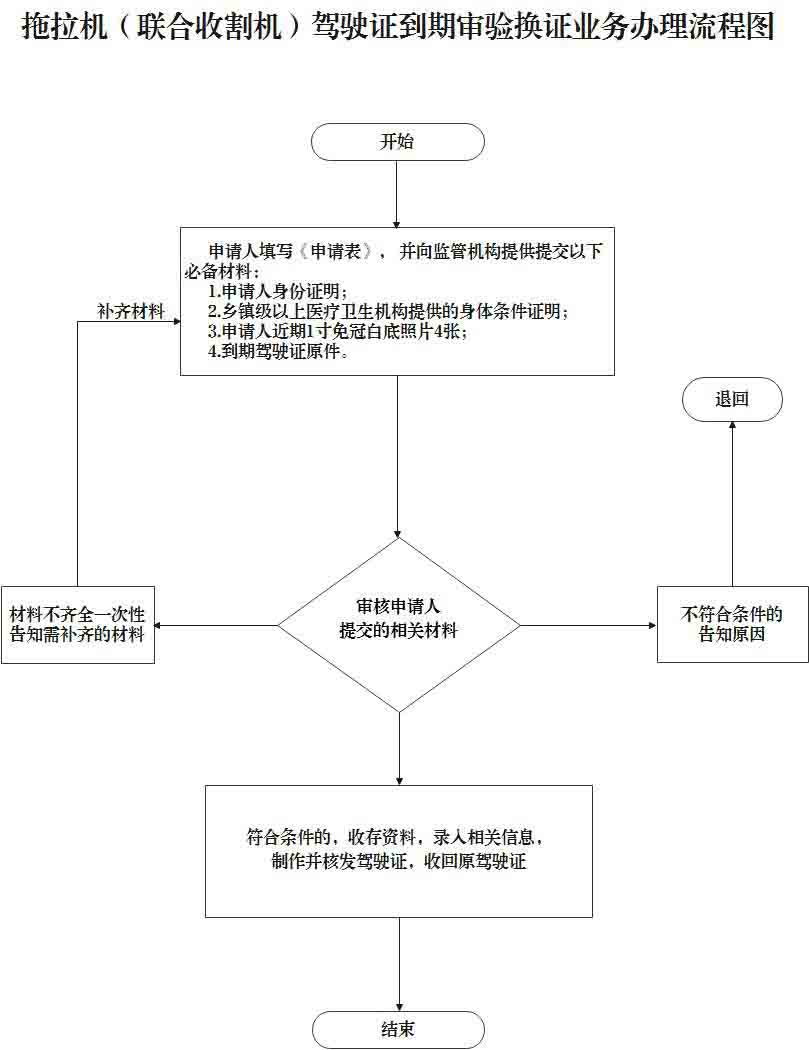 拖拉机（联合收割机）驾驶证到期审验换证业务办理流程图
开始
申请人填写《申请表》，并向监管机构提供提交以下
必备材料：
1.申请人身份证明；
2.乡镇级以上医疗卫生机构提供的身体条件证明；
3.申请人近期1寸免冠白底照片4张；
4.到期驾驶证原件。
补齐材料
退回
审核申请人
提交的相关材料
材料不齐全一次性
告知需补齐的材料
不符合条件的
告知原因
符合条件的，收存资料，录入相关信息，
制作并核发驾驶证，收回原驾驶证
结束